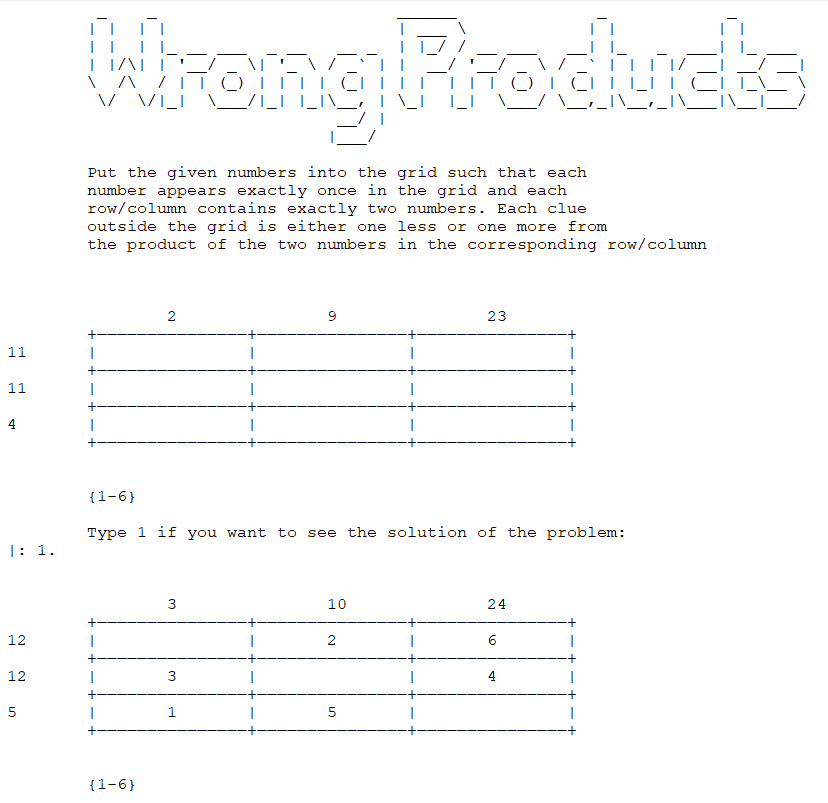 Wrong Products
Put the given numbers into the grid such that each
number appears exactly once in the grid and each
row/column contains exactly two numbers. Each clue
outside the grid is either one less or one more from
the product of the two numbers in the corresponding row/column
2 9 23
11
11
4
{1-6}
Type 1 if you want to see the solution of the problem:
|: 1.
3 10 24
12 2 6
12 3 4
5 1 5
{1-6}